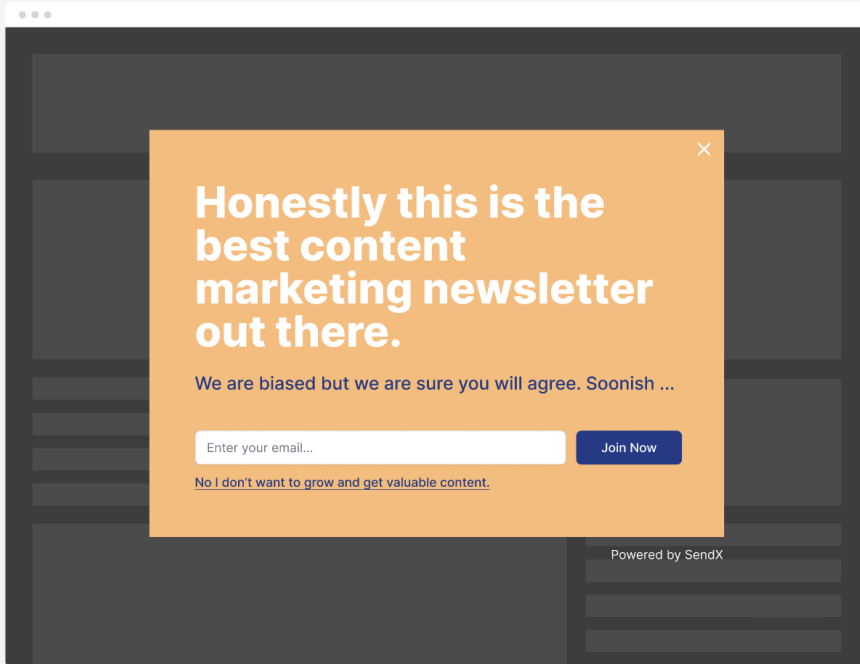 Honestly this is the
best content
marketing newsletter
out there.
We are biased but we are sure you will agree. Soonish ...
Enter your email...
Join Now
No I don't want to grow and get valuable content.
Powered by SendX